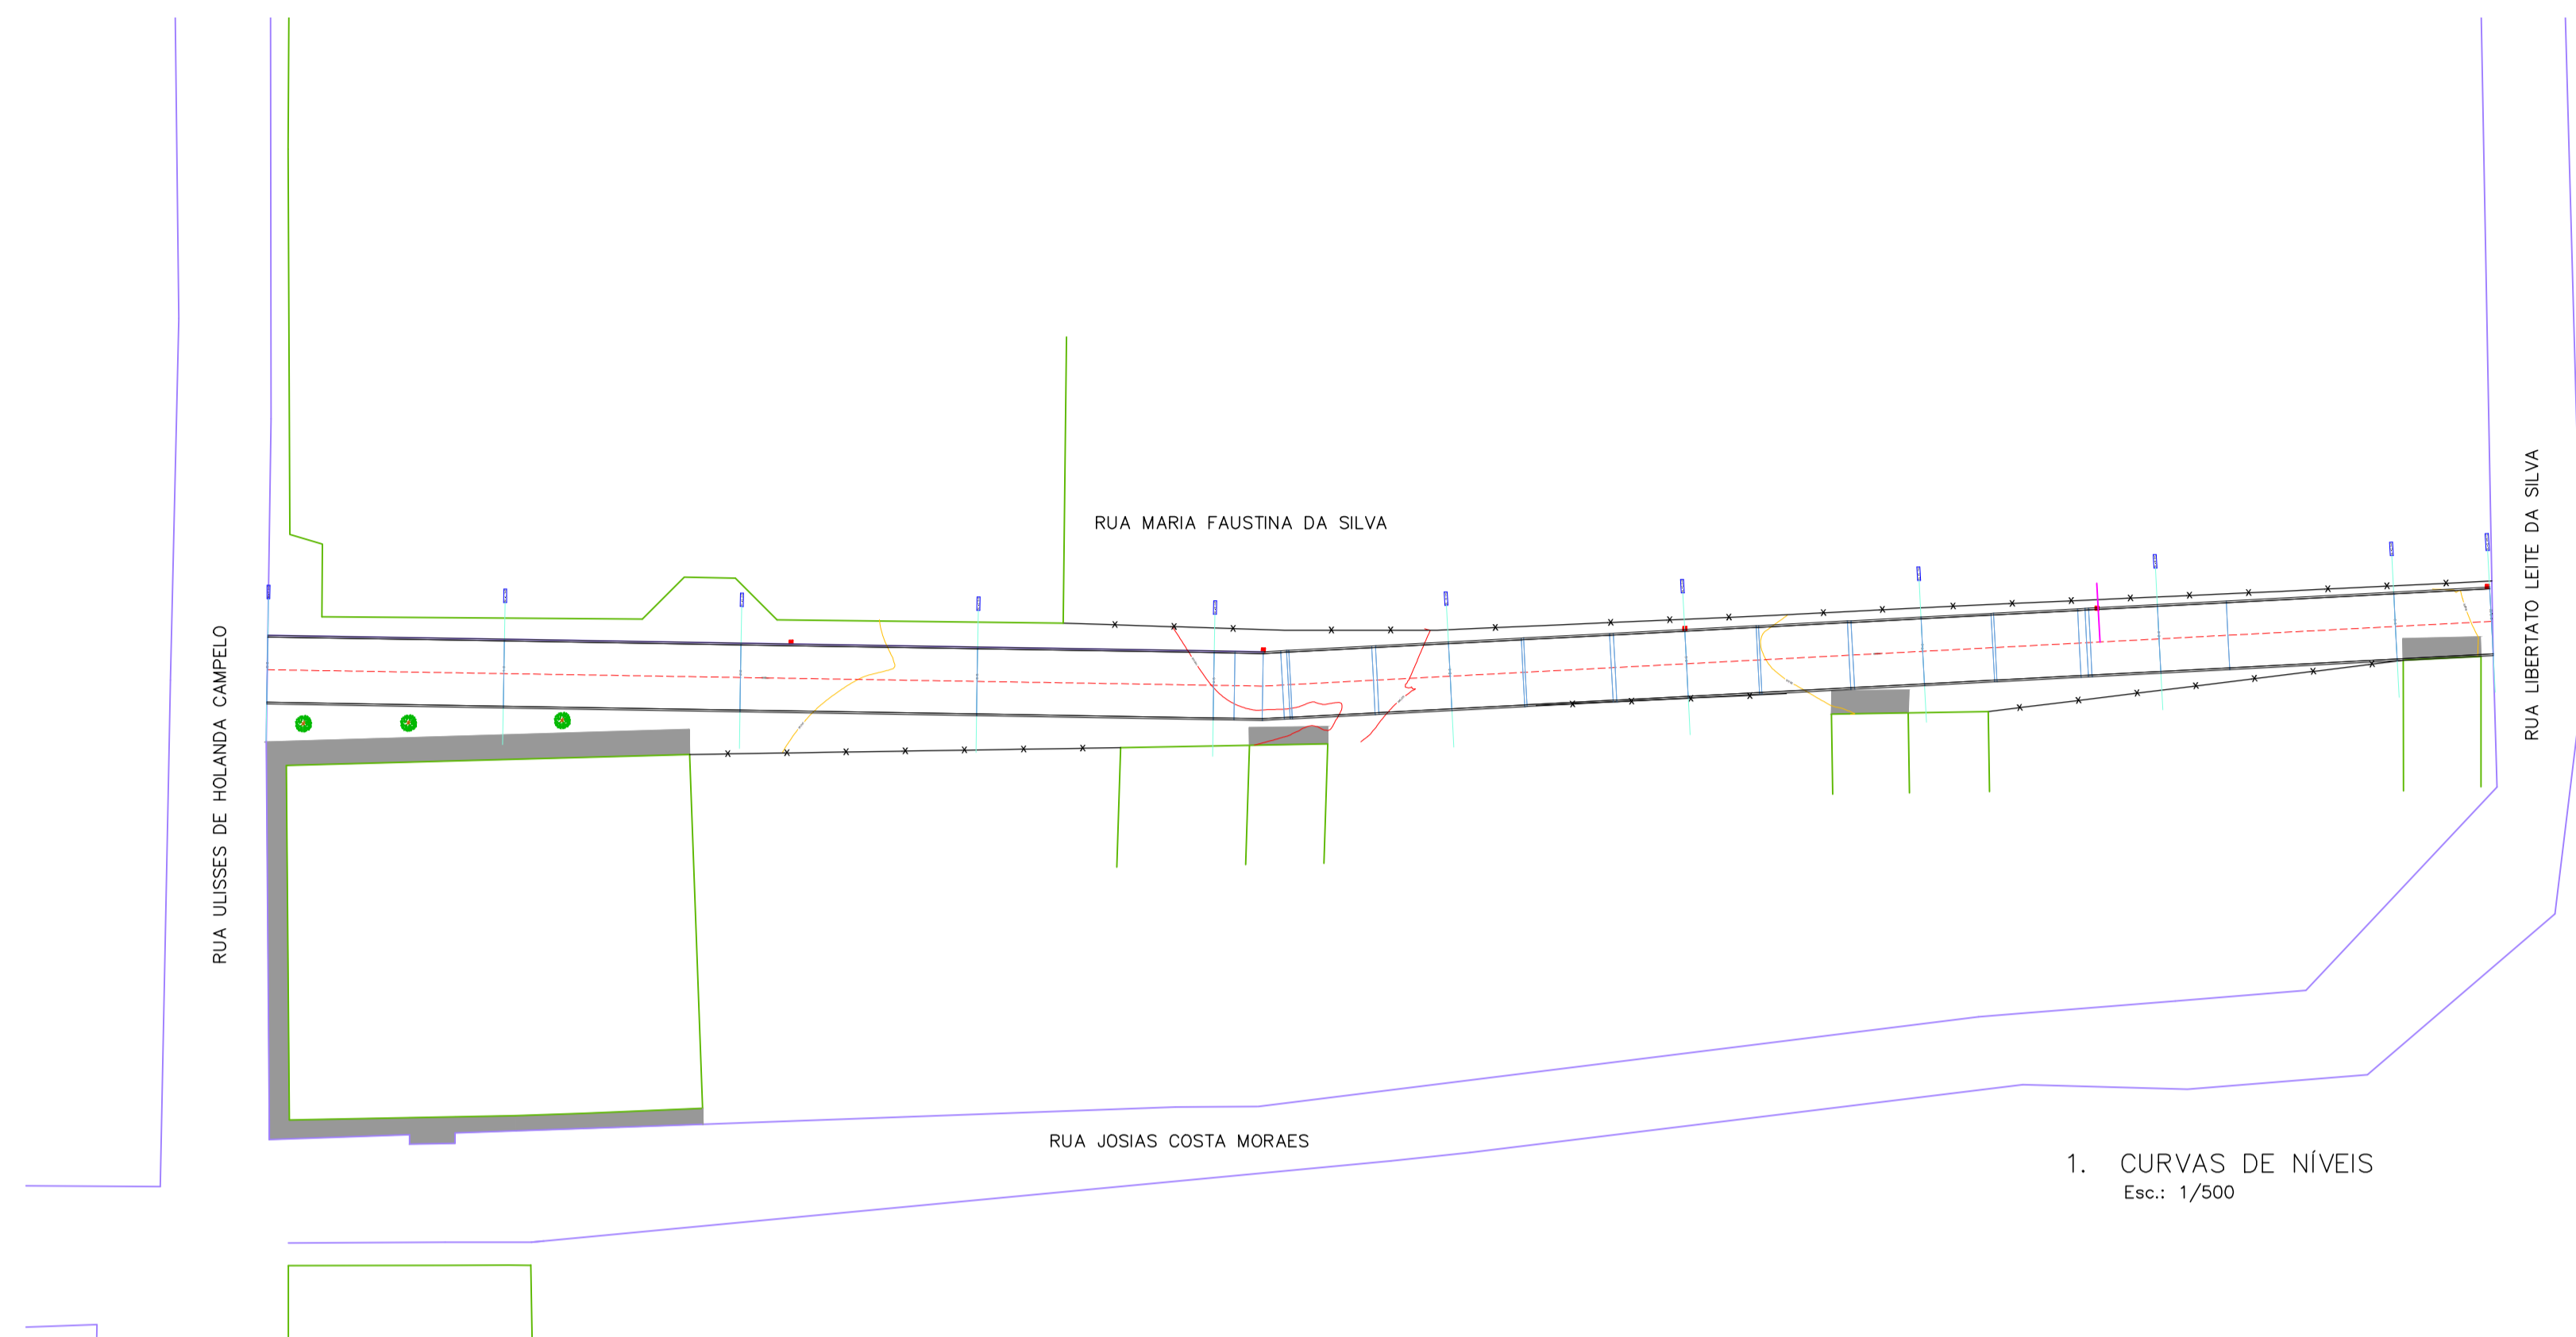 RUA MARIA FAUSTINA DA SILVA
RUA LIBERTATO LEITE DA SILVA
RUA ULISSES DE HOLANDA CAMPELO
RUA JOSIAS COSTA MORAES
1. CURVAS DE NÍVEIS
Esc.: 1/500